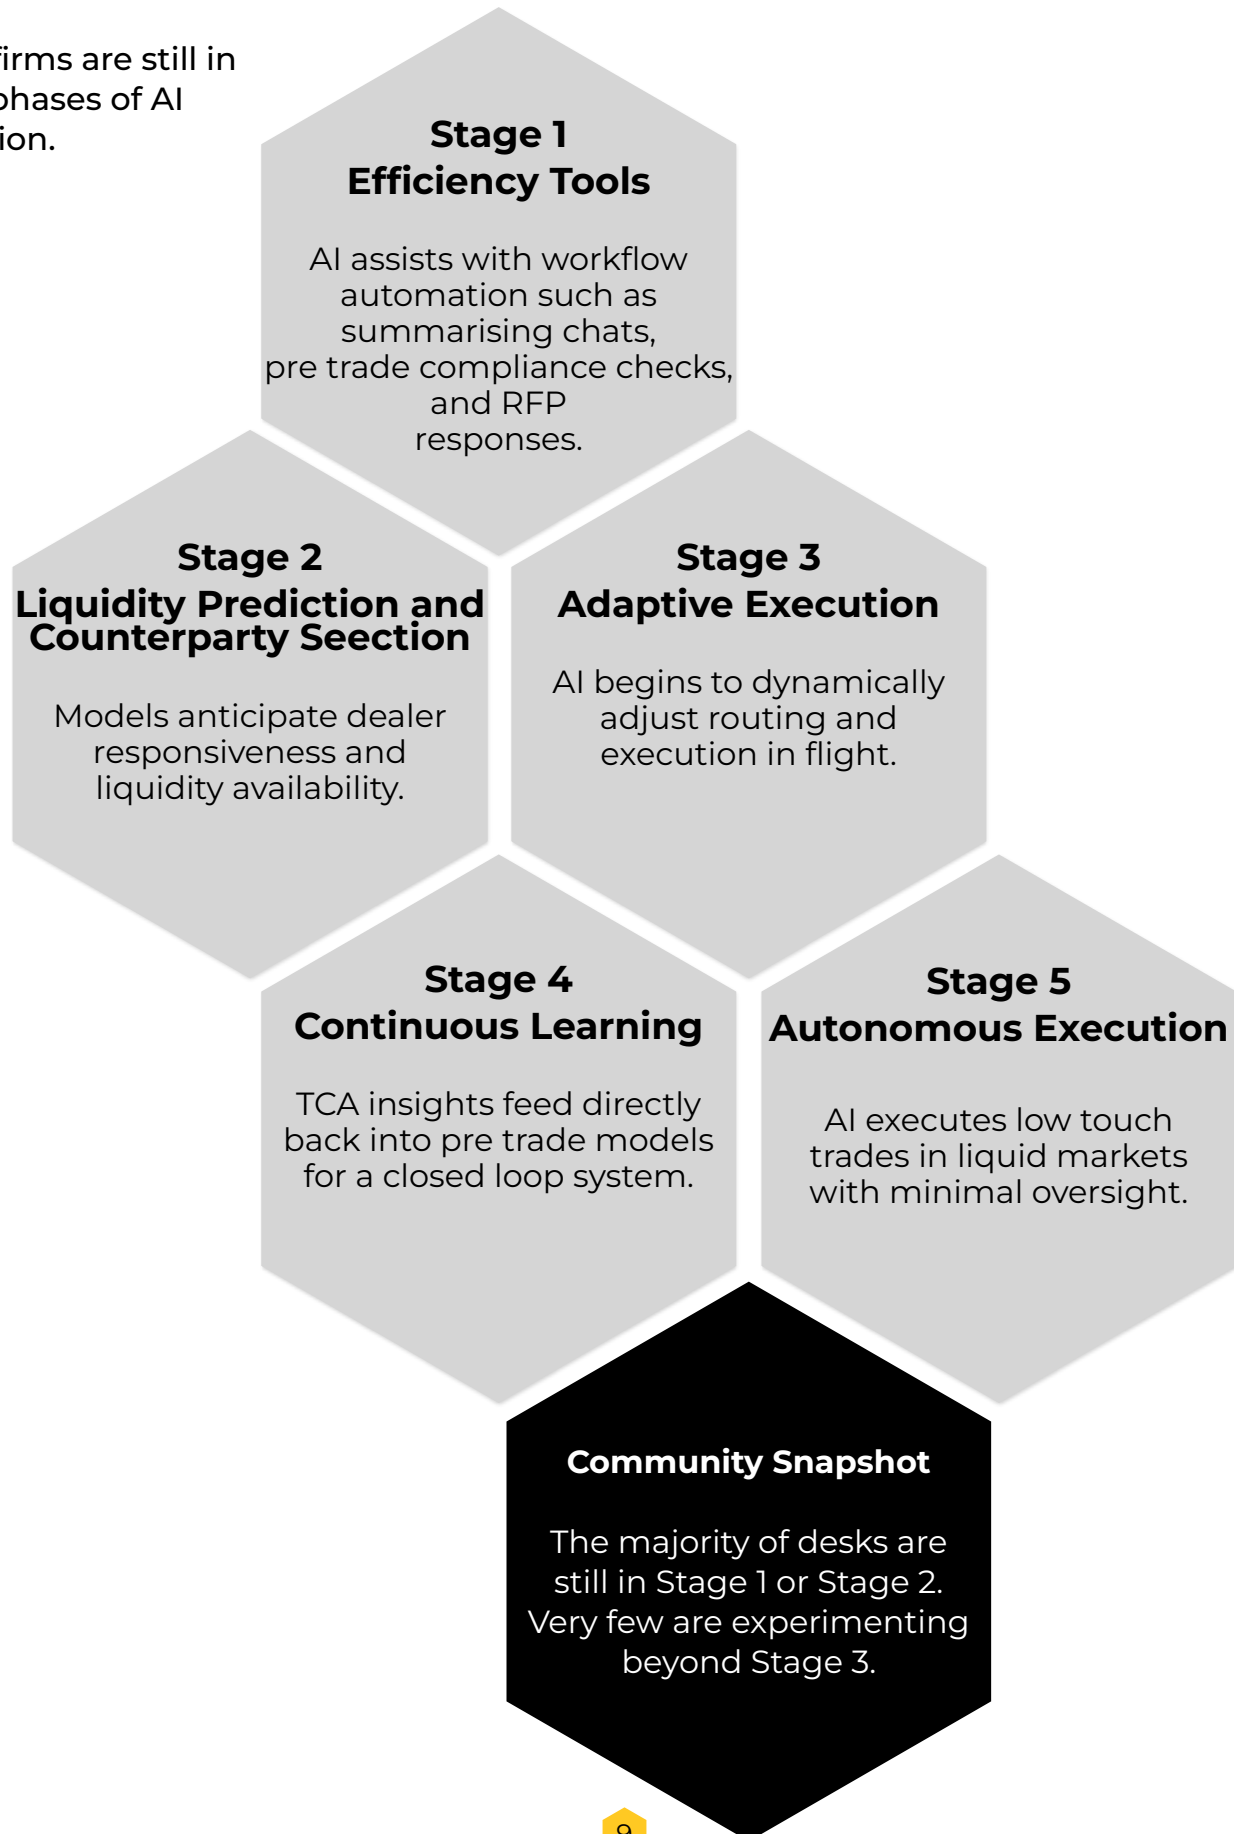 firms are still in
phases of AI
tion.
Stage 1
Efficiency Tools
AI assists with workflow
automation such as
summarising chats,
pre trade compliance checks,
and RFP
responses.
Stage 2
Liquidity Prediction and
Counterparty Seection
Models anticipate dealer
responsiveness and
liquidity availability.
Stage 3
Adaptive Execution
AI begins to dynamically
adjust routing and
execution in flight.
Stage 4
Continuous Learning
TCA insights feed directly
back into pre trade models
for a closed loop system.
Stage 5
Autonomous Execution
AI executes low touch
trades in liquid markets
with minimal oversight.
Community Snapshot
The majority of desks are
still in Stage 1 or Stage 2.
Very few are experimenting
beyond Stage 3.